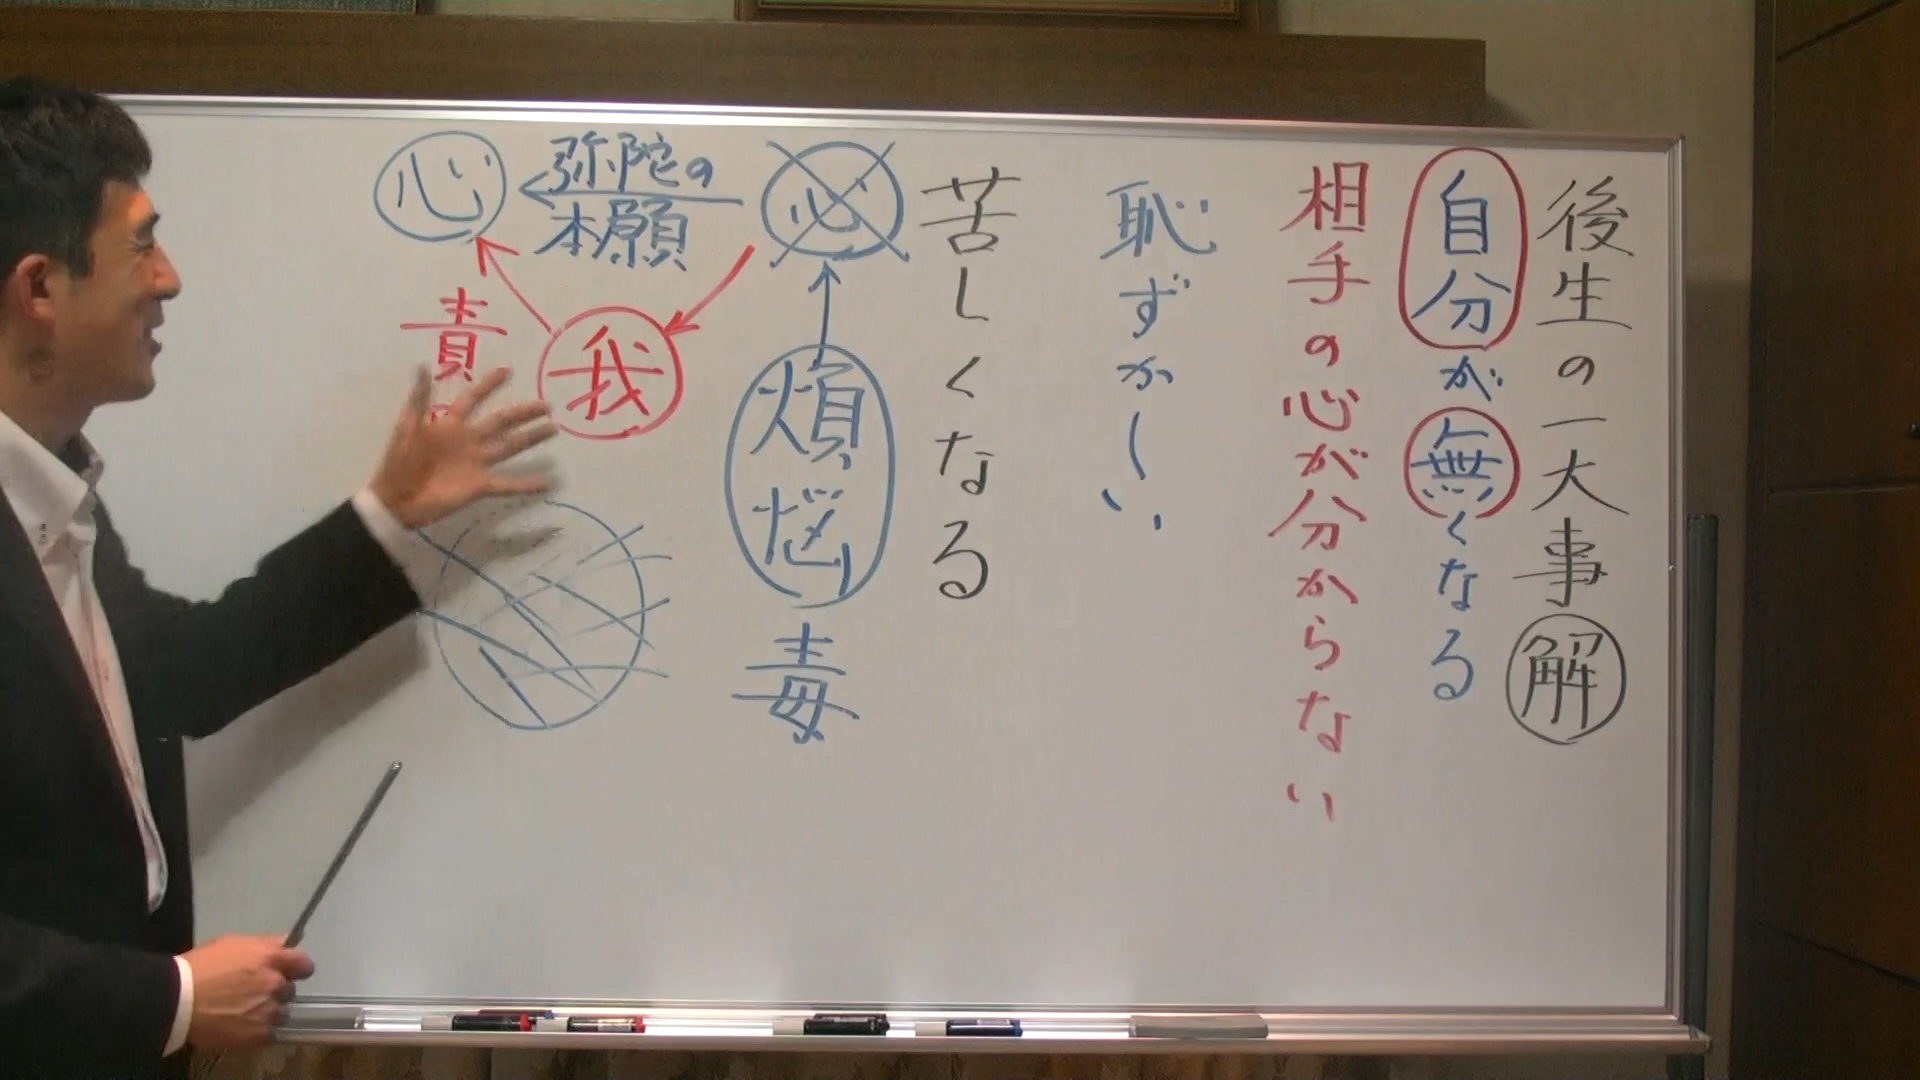 後生の一大事 解
自分が無くなる
相手の心が分からない
恥ずかしい
苦しくなる
心
煩悩
毒
弥陀の
本願
我
心
責